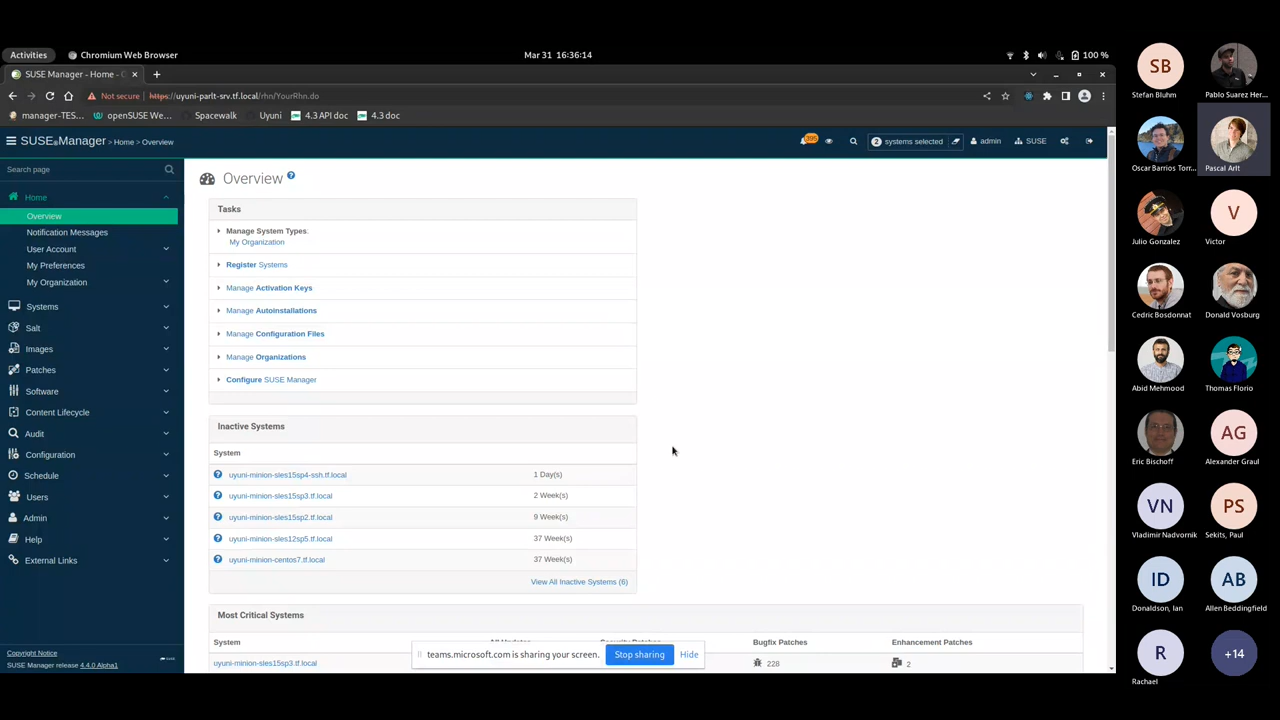 Activities
Chromium Web Browser
Mar 31 16:36:14
100 %
SUSE Manager - Home -
Not secure
https://uyuni-parlt-srv.tf.local/rhn/YourRhn.do
manager-TES...
openSUSE We...
Spacewalk
Uyuni
4.3 API doc
4.3 doc
SUSE Manager > Home > Overview
395
2 systems selected
admin
SUSE
Search page
Home
Overview
Notification Messages
User Account
My Preferences
My Organization
Systems
Salt
Images
Patches
Software
Content Lifecycle
Audit
Configuration
Schedule
Users
Admin
Help
External Links
Copyright Notice
SUSE Manager release 4.4.0 Alpha1
Overview
Tasks
Manage System Types:
My Organization
Register Systems
Manage Activation Keys
Manage Autoinstallations
Manage Configuration Files
Manage Organizations
Configure SUSE Manager
Inactive Systems
System
uyuni-minion-sles15sp4-ssh.tf.local 1 Day(s)
uyuni-minion-sles15sp3.tf.local 2 Week(s)
uyuni-minion-sles15sp2.tf.local 9 Week(s)
uyuni-minion-sles12sp5.tf.local 37 Week(s)
uyuni-minion-centos7.tf.local 37 Week(s)
View All Inactive Systems (6)
Most Critical Systems
System Bugfix Patches Enhancement Patches
uyuni-minion-sles15sp3.tf.local 228 2
teams.microsoft.com is sharing your screen.
Stop sharing
Hide
SB
Stefan Bluhm
Pablo Suarez Her...
Oscar Barrios Torr...
Pascal Arlt
Julio Gonzalez
V
Victor
Cedric Bosdonnat
Donald Vosburg
Abid Mehmood
Thomas Florio
Eric Bischoff
AG
Alexander Graul
VN
Vladimir Nadvornik
PS
Sekits, Paul
ID
Donaldson, Ian
AB
Allen Beddingfield
R
Rachael
+14